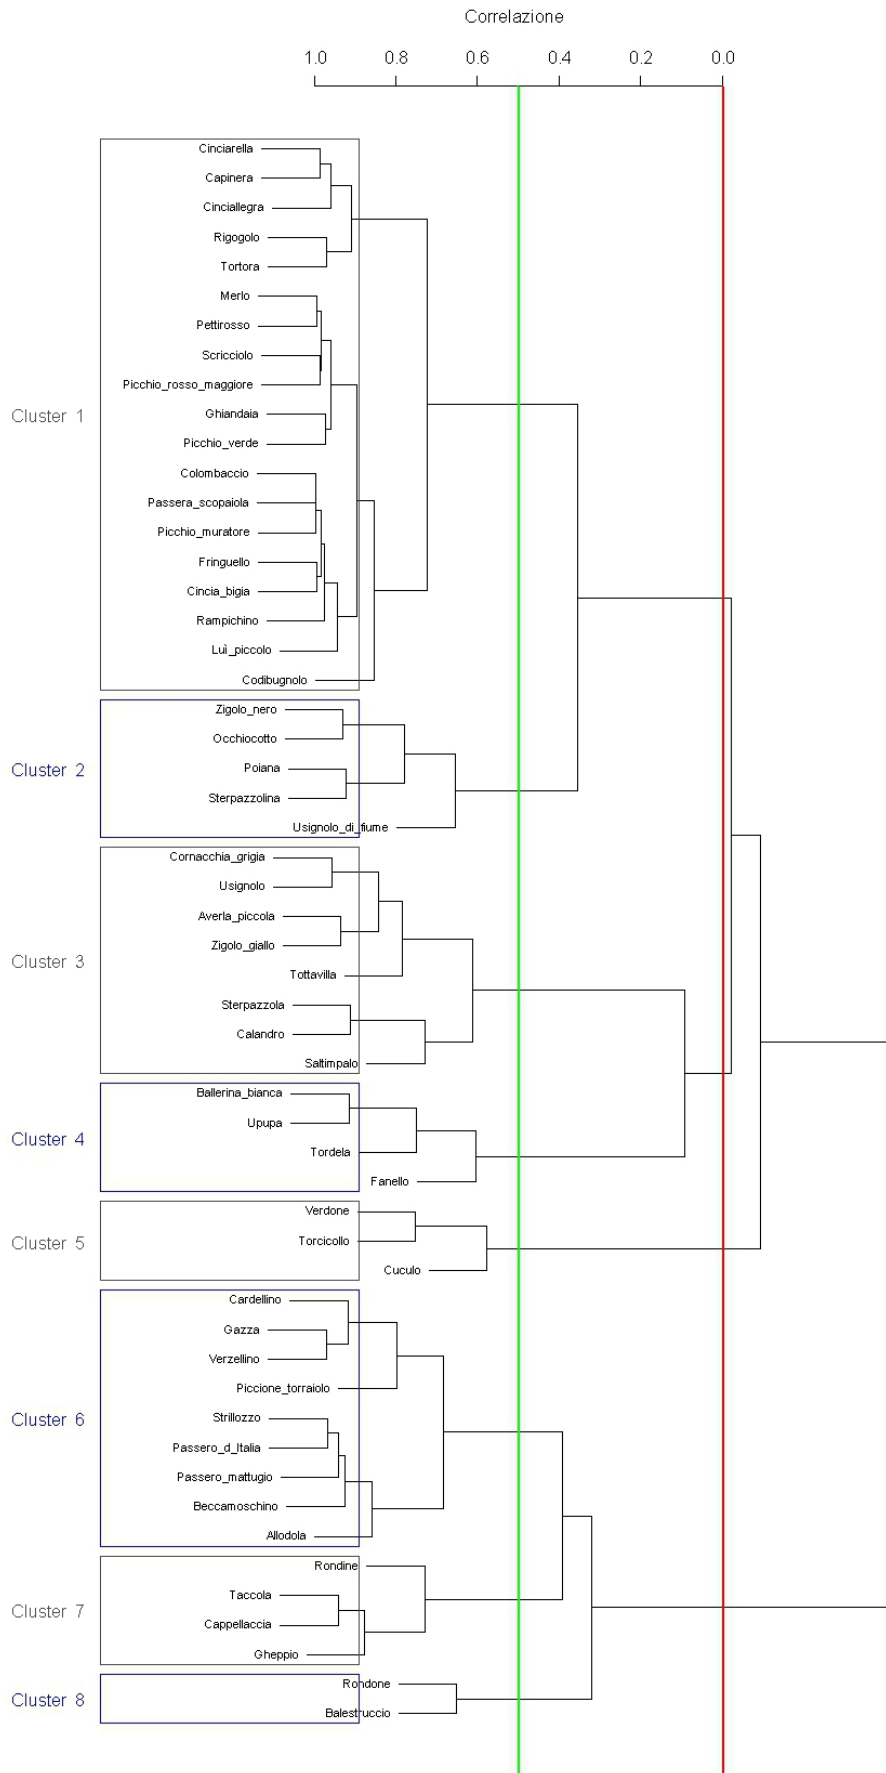 Correlazione
1.0 0.8 0.6 0.4 0.2 0.0
Cinciarella
Capinera
Cinciallegra
Rigogolo
Tortora
Merlo
Pettirosso
Scricciolo
Picchio_rosso_maggiore
Cluster 1
Ghiandaia
Picchio_verde
Colombaccio
Passera_scopaiola
Picchio_muratore
Fringuello
Cincia_bigia
Rampichino
Luì_piccolo
Codibugnolo
Zigolo_nero
Occhiocotto
Cluster 2
Poiana
Sterpazzolina
Usignolo_di_fiume
Cornacchia_grigia
Usignolo
Averla_piccola
Zigolo_giallo
Cluster 3
Tottavilla
Sterpazzola
Calandro
Saltimpalo
Ballerina_bianca
Upupa
Cluster 4
Tordela
Fanello
Verdone
Torcicollo
Cluster 5
Cuculo
Cardellino
Gazza
Verzellino
Piccione_torraiolo
Cluster 6
Strillozzo
Passero_d_Italia
Passero_mattugio
Beccamoschino
Allodola
Rondine
Taccola
Cluster 7
Cappellaccia
Gheppio
Rondone
Cluster 8
Balestruccio